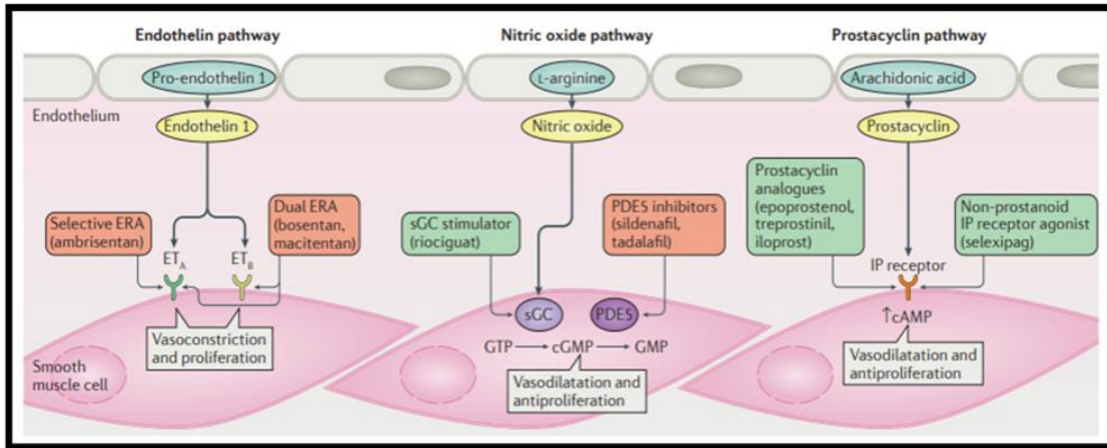 Endothelin pathway
Nitric oxide pathway
Prostacyclin pathway
Pro-endothelin 1
L-arginine
Arachidonic acid
Endothelium
Endothelin 1
Nitric oxide
Prostacyclin
Selective ERA
(ambrisentan)
Dual ERA
(bosentan,
macitentan)
ET_A
ET_B
Vasoconstriction
and proliferation
Smooth
muscle cell
sGC stimulator
(riociguat)
PDE5 inhibitors
(sildenafil,
tadalafil)
sGC
PDE5
GTP → cGMP → GMP
Vasodilatation and
antiproliferation
Prostacyclin
analogues
(epoprostenol,
treprostinil,
iloprost)
Non-prostanoid
IP receptor agonist
(selexipag)
IP receptor
↑cAMP
Vasodilatation and
antiproliferation